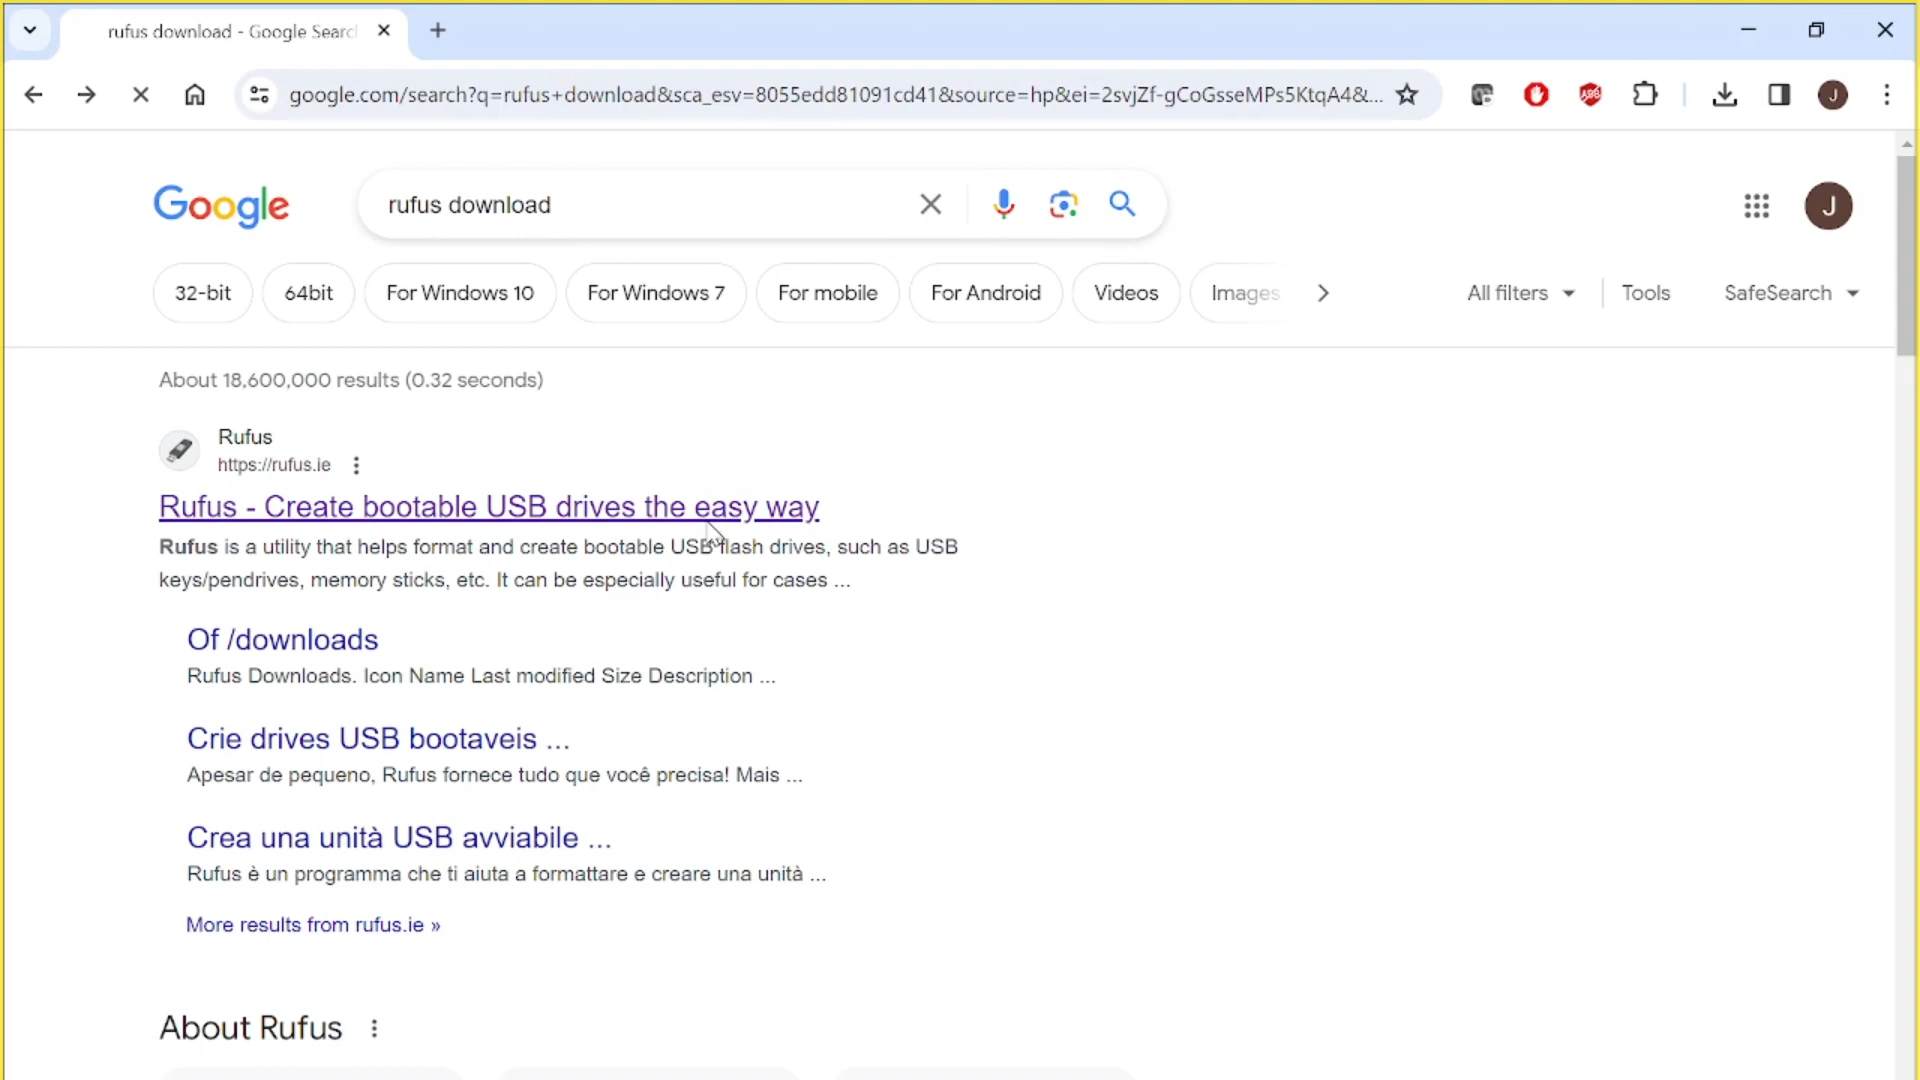 rufus download - Google Searc
google.com/search?q=rufus+download&sca_esv=8055edd81091cd41&source=hp&ei=2svjZf-gCoGsseMPs5KtqA4&...
ABP
J
Google
rufus download
J
32-bit
64bit
For Windows 10
For Windows 7
For mobile
For Android
Videos
Images
All filters
Tools
SafeSearch
About 18,600,000 results (0.32 seconds)
Rufus
https://rufus.ie
Rufus - Create bootable USB drives the easy way
Rufus is a utility that helps format and create bootable USB flash drives, such as USB
keys/pendrives, memory sticks, etc. It can be especially useful for cases ...
Of /downloads
Rufus Downloads. Icon Name Last modified Size Description ...
Crie drives USB bootaveis ...
Apesar de pequeno, Rufus fornece tudo que você precisa! Mais ...
Crea una unità USB avviabile ...
Rufus è un programma che ti aiuta a formattare e creare una unità ...
More results from rufus.ie »
About Rufus